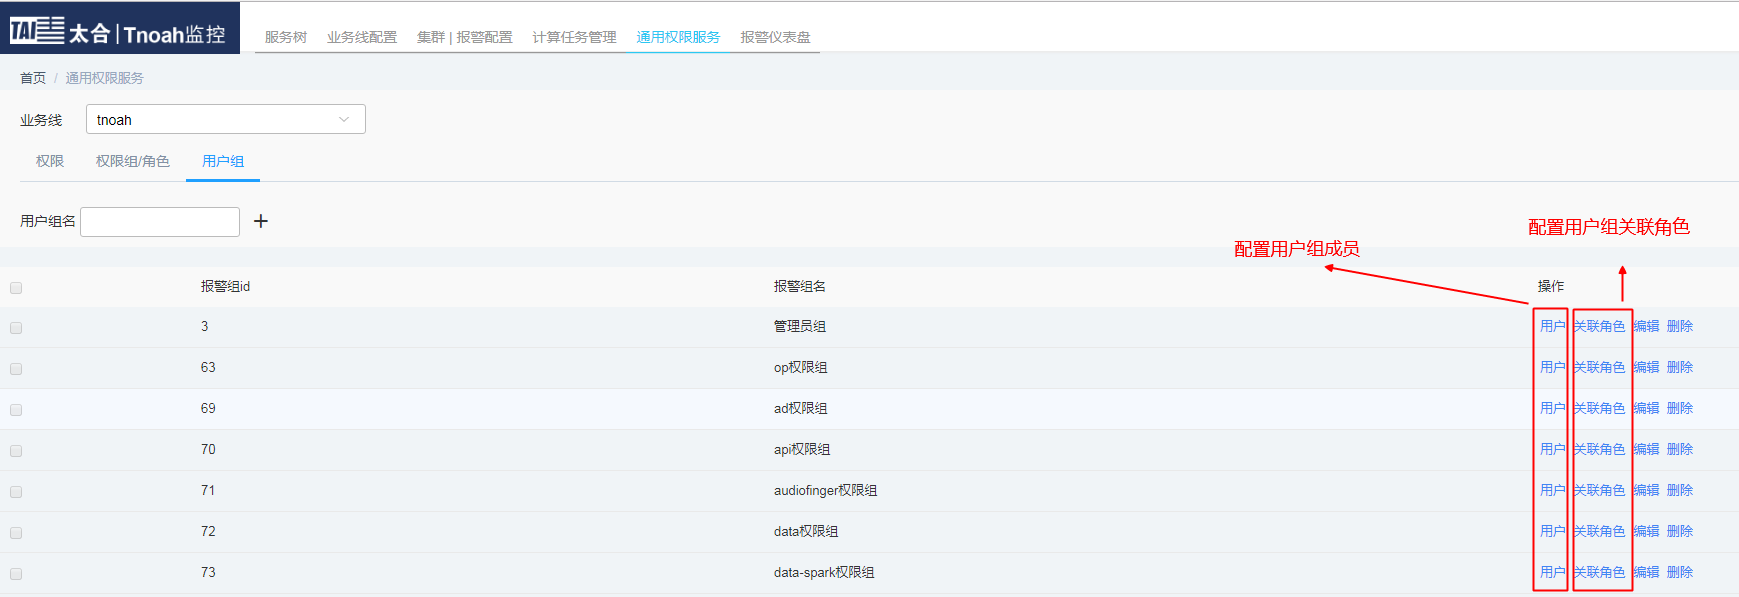 TAI 太合|Tnoah监控
服务树 业务线配置 集群 | 报警配置 计算任务管理 通用权限服务 报警仪表盘
首页 / 通用权限服务
业务线 tnoah
权限 权限组/角色 用户组
用户组名 +
配置用户组关联角色
配置用户组成员
报警组id 报警组名 操作
3 管理员组 用户 关联角色 编辑 删除
63 op权限组 用户 关联角色 编辑 删除
69 ad权限组 用户 关联角色 编辑 删除
70 api权限组 用户 关联角色 编辑 删除
71 audiofinger权限组 用户 关联角色 编辑 删除
72 data权限组 用户 关联角色 编辑 删除
73 data-spark权限组 用户 关联角色 编辑 删除